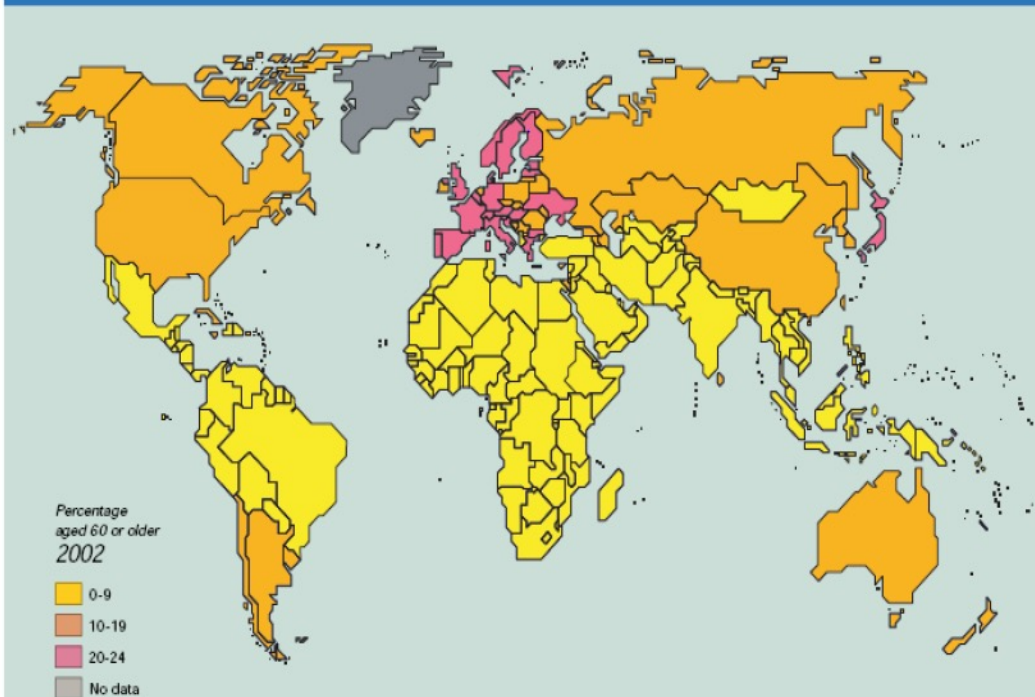 Percentage
aged 60 or older
2002
0-9
10-19
20-24
No data